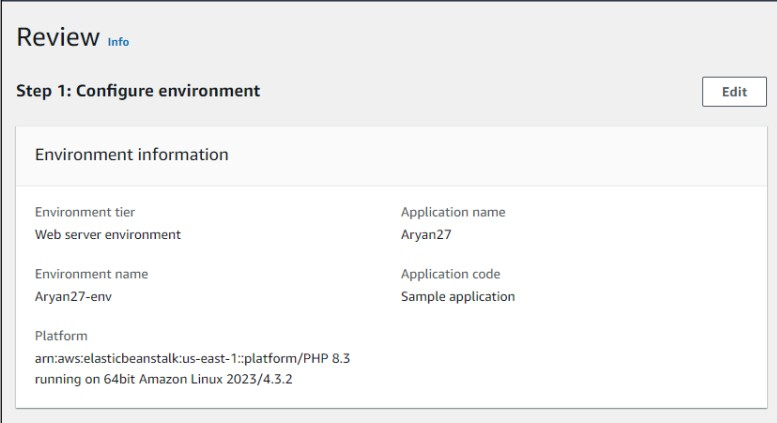 Review Info
Step 1: Configure environment
Edit
Environment information
Environment tier
Web server environment
Application name
Aryan27
Environment name
Aryan27-env
Application code
Sample application
Platform
arn:aws:elasticbeanstalk:us-east-1::platform/PHP 8.3
running on 64bit Amazon Linux 2023/4.3.2